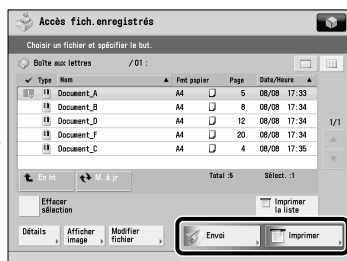 Accès fich.enregistrés
Choisir un fichier et spécifier le but.
Boîte aux lettres / 01 :
Type Nom Fmt papier Page Date/Heure
1 Document_A A4 5 08/08 17:33
Document_B A4 8 08/08 17:34
Document_D A4 12 08/08 17:34
Document_F A4 20 08/08 17:34
Document_C A4 4 08/08 17:35
1/1
En ht M. à jr Total :5 Sélect. :1
Effacer sélection
Imprimer la liste
Détails Afficher image Modifier fichier Envoi Imprimer